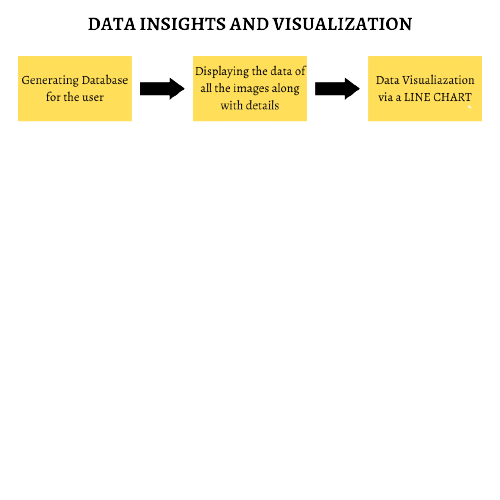 DATA INSIGHTS AND VISUALIZATION
Generating Database
for the user
Displaying the data of
all the images along
with details
Data Visualiazation
via a LINE CHART